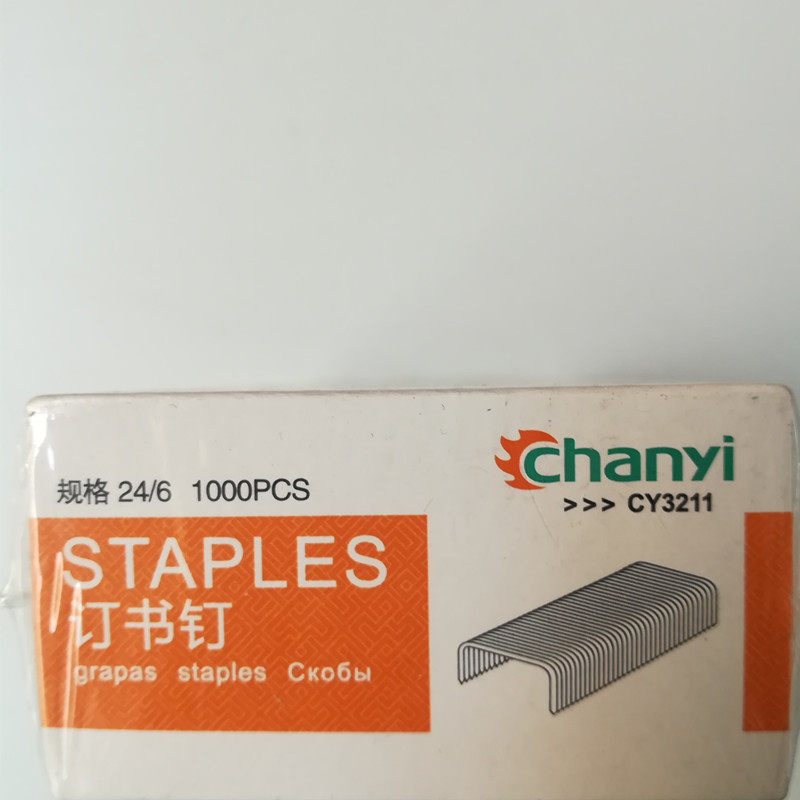 规格 24/6 1000PCS
chanyi
>>> CY3211
STAPLES
订书钉
grapas staples Скобы